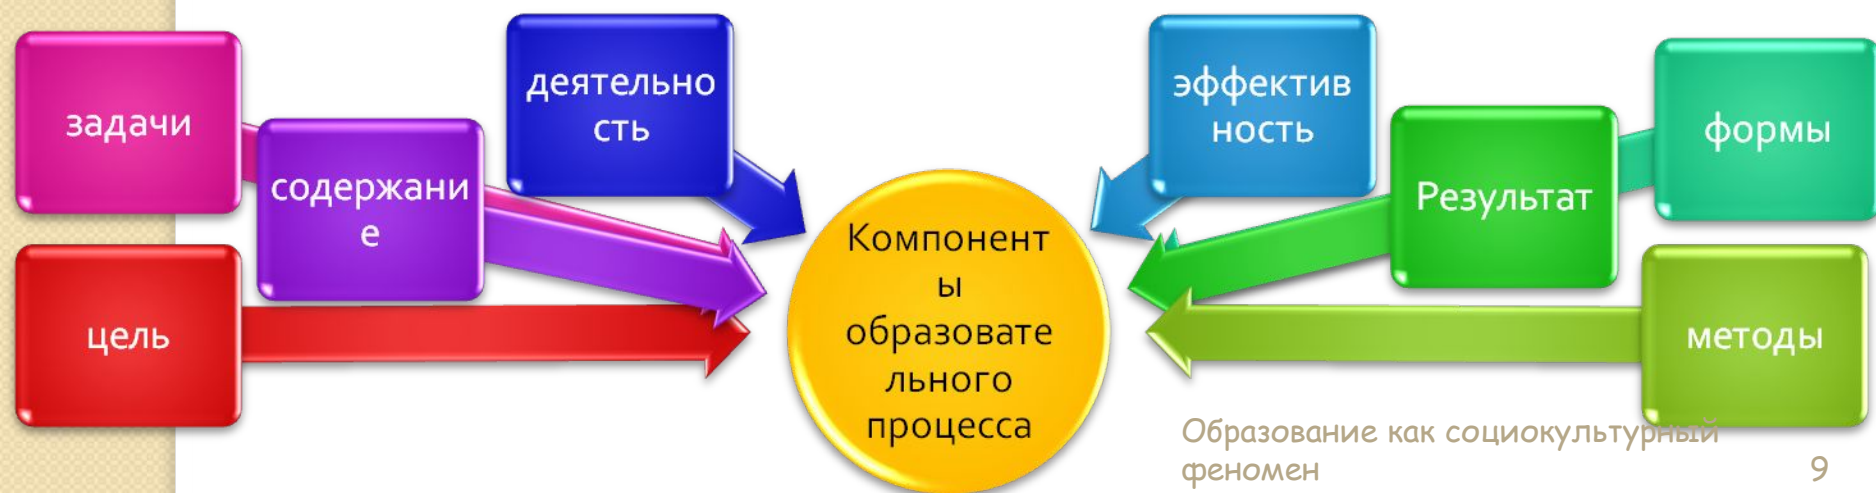 задачи
содержани
е
цель
деятельно
сть
Компонент
ы
образовате
льного
процесса
эффектив
ность
Результат
формы
методы
Образование как социокультурный
феномен
9